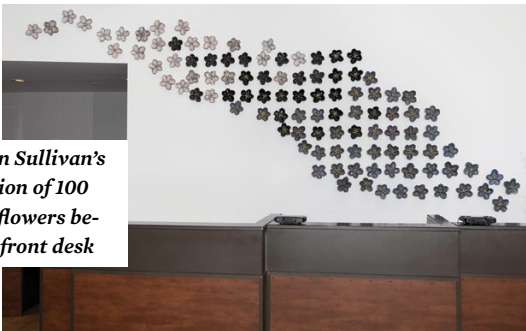 n Sullivan's
ion of 100
flowers be-
front desk